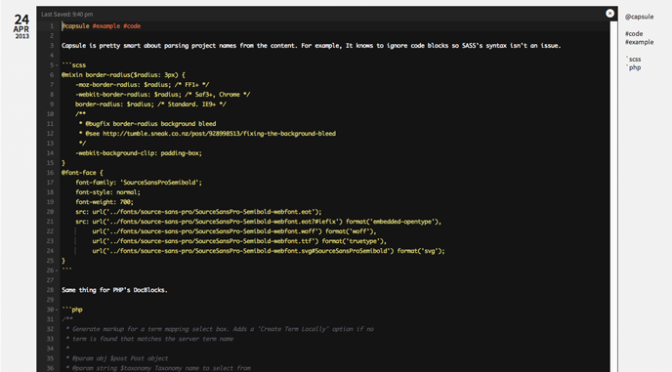 24
APR
2013
Last Saved: 9:40 pm
1 @capsule #example #code
2
3 Capsule is pretty smart about parsing project names from the content. For example, It knows to ignore code blocks so SASS's syntax isn't an issue.
4
5 ```scss
6 @mixin border-radius($radius: 3px) {
7 -moz-border-radius: $radius; /* FF1+ */
8 -webkit-border-radius: $radius; /* Saf3+, Chrome */
9 border-radius: $radius; /* Standard. IE9+ */
10 /**
11 * @bugfix border-radius background bleed
12 * @see http://tumble.sneak.co.nz/post/928998513/fixing-the-background-bleed
13 */
14 -webkit-background-clip: padding-box;
15 }
16 @font-face {
17 font-family: 'SourceSansProSemibold';
18 font-style: normal;
19 font-weight: 700;
20 src: url('../fonts/source-sans-pro/SourceSansPro-Semibold-webfont.eot');
21 src: url('../fonts/source-sans-pro/SourceSansPro-Semibold-webfont.eot?#iefix') format('embedded-opentype'),
22 url('../fonts/source-sans-pro/SourceSansPro-Semibold-webfont.woff') format('woff'),
23 url('../fonts/source-sans-pro/SourceSansPro-Semibold-webfont.ttf') format('truetype'),
24 url('../fonts/source-sans-pro/SourceSansPro-Semibold-webfont.svg#SourceSansProSemibold') format('svg');
25 }
26 ```
27
28 Same thing for PHP's DocBlocks.
29
30 ```php
31 /**
32 * Generate markup for a term mapping select box. Adds a 'Create Term Locally' option if no
33 * term is found that matches the server term name
34 *
35 * @param obj $post Post object
36 * @param string $taxonomy Taxonomy name to select from
@capsule
#code
#example
` scss
` php